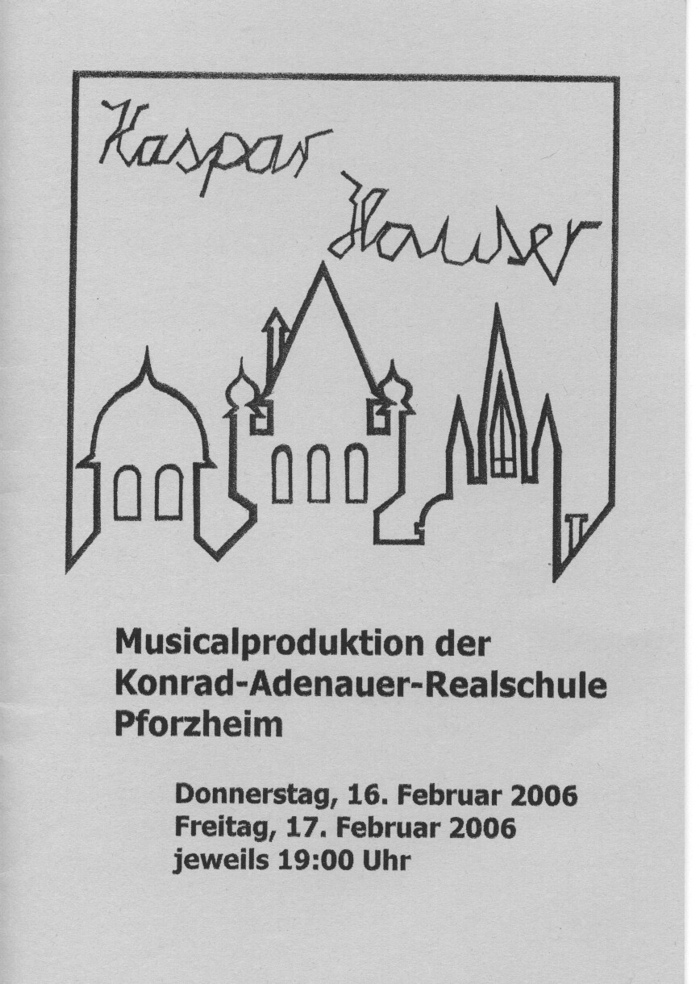 Kaspar
Hauser
Musicalproduktion der
Konrad-Adenauer-Realschule
Pforzheim
Donnerstag, 16. Februar 2006
Freitag, 17. Februar 2006
jeweils 19:00 Uhr